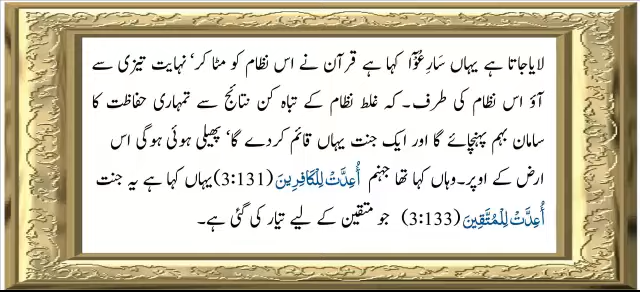 لایاجاتا ہے یہاں سَارِعُوْۤا کہا ہے قرآن نے اس نظام کو مٹا کر‘ نہایت تیزی سے
آؤ اس نظام کی طرف۔ کہ غلط نظام کے تباہ کن نتائج سے تمہاری حفاظت کا
سامان بہم پہنچائے گا اور ایک جنت یہاں قائم کردے گا‘ پھیلی ہوئی ہوگی اس
ارض کے اوپر۔وہاں کہا تھا جہنم أُعِدَّتْ لِلْكَافِرِينَ (3:131)یہاں کہا ہے یہ جنت
أُعِدَّتْ لِلْمُتَّقِينَ (3:133) جو متقین کے لیے تیّار کی گئی ہے۔